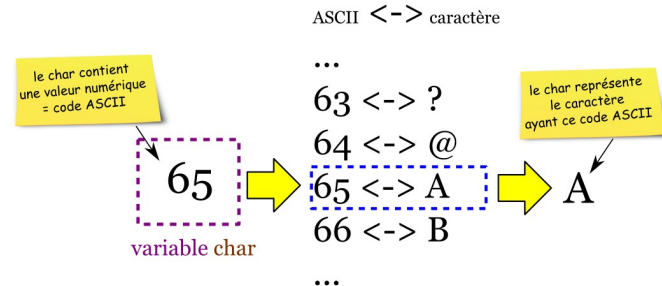 ASCII <-> caractère
...
le char contient
une valeur numérique
= code ASCII
63 <-> ?
le char représente
le caractère
ayant ce code ASCII
64 <-> @
65
65 <-> A
A
66 <-> B
variable char
...